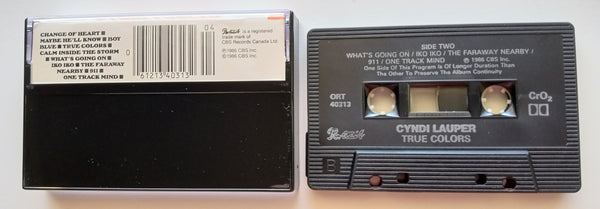 CHANGE OF HEART ■
MAYBE HE'LL KNOW ■ BOY
BLUE ■ TRUE COLORS ■
CALM INSIDE THE STORM
■ WHAT'S GOING ON ■
IKO IKO ■ THE FARAWAY
NEARBY ■ 911 ■
ONE TRACK MIND ■
0
61213 40313
04
Portrait is a registered
trade mark of
CBS Records Canada Ltd
℗ 1986 CBS Inc.
© 1986 CBS Inc.
SIDE TWO
WHAT'S GOING ON / IKO IKO / THE FARAWAY NEARBY /
911 / ONE TRACK MIND ℗ 1986 CBS Inc.
One Side Of This Program Is Of Longer Duration Than
The Other To Preserve The Album Continuity
ORT
40313
CrO2
Portrait
CYNDI LAUPER
TRUE COLORS
B